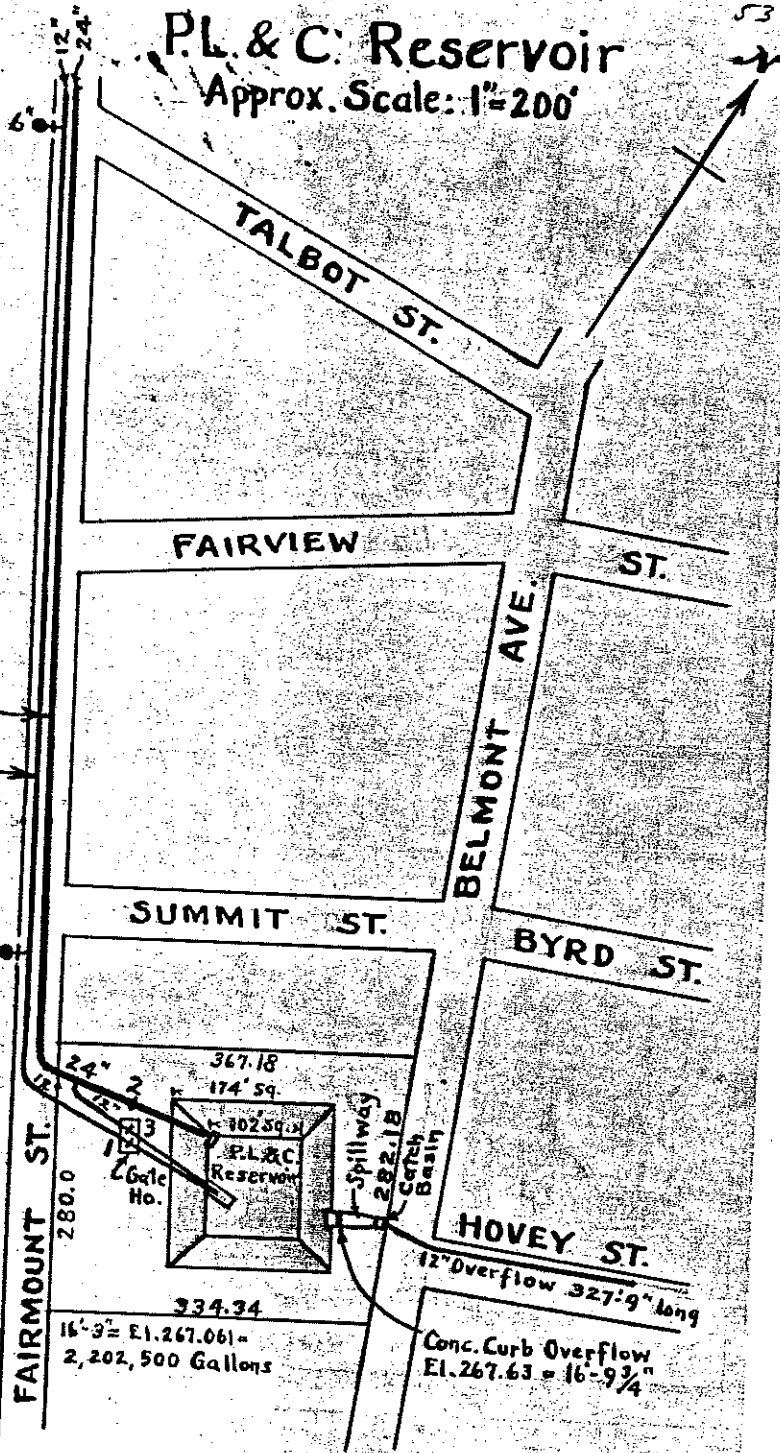 53
P.L. & C. Reservoir
Approx. Scale: 1"=200'
12"
24"
6"
N
TALBOT ST.
FAIRVIEW ST.
BELMONT AVE.
SUMMIT ST.
BYRD ST.
367.18
174' sq.
102' sq.
24"
12"
12"
2
3
1
Gate
Ho.
P.L.&C.
Reservoir
Spillway
282.18
Catch
Basin
FAIRMOUNT ST.
280.0
HOVEY ST.
12" Overflow 327'-9" long
334.34
16'-3" = El. 267.061 =
2,202,500 Gallons
Conc. Curb Overflow
El. 267.63 = 16'-9 3/4"